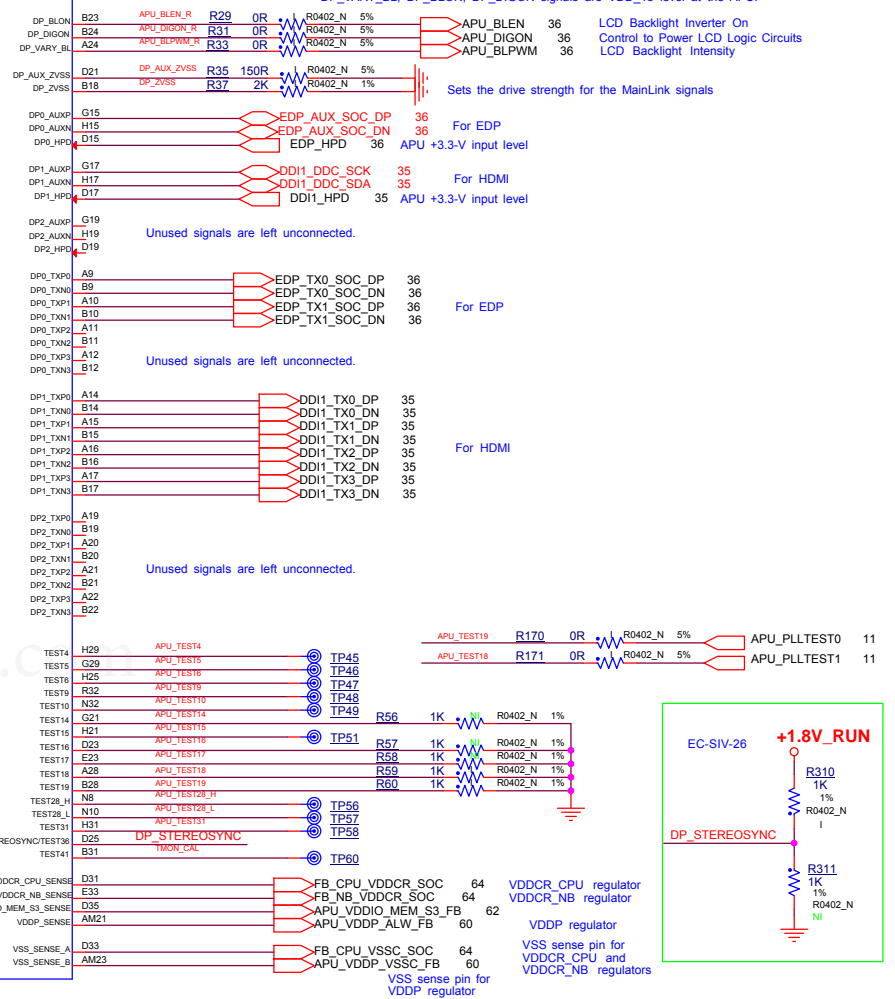 DP_BLON B23 APU_BLEN_R R29 0R I R0402_N 5% APU_BLEN 36 LCD Backlight Inverter On
DP_DIGON B24 APU_DIGON_R R31 0R I R0402_N 5% APU_DIGON 36 Control to Power LCD Logic Circuits
DP_VARY_BL A24 APU_BLPWM_R R33 0R I R0402_N 5% APU_BLPWM 36 LCD Backlight Intensity
DP_AUX_ZVSS D21 DP_AUX_ZVSS R35 150R I R0402_N 5%
DP_ZVSS B18 DP_ZVSS R37 2K I R0402_N 1% Sets the drive strength for the MainLink signals
DP0_AUXP G15 EDP_AUX_SOC_DP 36
DP0_AUXN H15 EDP_AUX_SOC_DN 36 For EDP
DP0_HPD D15 EDP_HPD 36 APU +3.3-V input level
DP1_AUXP G17 DDI1_DDC_SCK 35
DP1_AUXN H17 DDI1_DDC_SDA 35 For HDMI
DP1_HPD D17 DDI1_HPD 35 APU +3.3-V input level
DP2_AUXP G19
DP2_AUXN H19 Unused signals are left unconnected.
DP2_HPD D19
DP0_TXP0 A9 EDP_TX0_SOC_DP 36
DP0_TXN0 B9 EDP_TX0_SOC_DN 36
DP0_TXP1 A10 EDP_TX1_SOC_DP 36 For EDP
DP0_TXN1 B10 EDP_TX1_SOC_DN 36
DP0_TXP2 A11
DP0_TXN2 B11
DP0_TXP3 A12 Unused signals are left unconnected.
DP0_TXN3 B12
DP1_TXP0 A14 DDI1_TX0_DP 35
DP1_TXN0 B14 DDI1_TX0_DN 35
DP1_TXP1 A15 DDI1_TX1_DP 35
DP1_TXN1 B15 DDI1_TX1_DN 35
DP1_TXP2 A16 DDI1_TX2_DP 35 For HDMI
DP1_TXN2 B16 DDI1_TX2_DN 35
DP1_TXP3 A17 DDI1_TX3_DP 35
DP1_TXN3 B17 DDI1_TX3_DN 35
DP2_TXP0 A19
DP2_TXN0 B19
DP2_TXP1 A20
DP2_TXN1 B20
DP2_TXP2 A21 Unused signals are left unconnected.
DP2_TXN2 B21
DP2_TXP3 A22
DP2_TXN3 B22
APU_TEST19 R170 0R I R0402_N 5% APU_PLLTEST0 11
APU_TEST18 R171 0R I R0402_N 5% APU_PLLTEST1 11
TEST4 H29 APU_TEST4 TP45
TEST5 G29 APU_TEST5 TP46
TEST6 H25 APU_TEST6 TP47
TEST9 R32 APU_TEST9 TP48
TEST10 N32 APU_TEST10 TP49
TEST14 G21 APU_TEST14 R56 1K NI R0402_N 1%
TEST15 H21 APU_TEST15 TP51
TEST16 D23 APU_TEST16 R57 1K NI R0402_N 1%
TEST17 E23 APU_TEST17 R58 1K NI R0402_N 1%
TEST18 A28 APU_TEST18 R59 1K R0402_N 1%
TEST19 B28 APU_TEST19 R60 1K R0402_N 1%
TEST28_H N8 APU_TEST28_H TP56
TEST28_L N10 APU_TEST28_L TP57
TEST31 H31 APU_TEST31 TP58
EOSYNC/TEST36 D25 DP_STEREOSYNC
TEST41 B31 TMON_CAL TP60
EC-SIV-26 +1.8V_RUN
R310
1K
1%
R0402_N
I
DP_STEREOSYNC
R311
1K
1%
R0402_N
NI
DDCR_CPU_SENSE D31 FB_CPU_VDDCR_SOC 64 VDDCR_CPU regulator
DDCR_NB_SENSE E33 FB_NB_VDDCR_SOC 64 VDDCR_NB regulator
MEM_S3_SENSE D35 APU_VDDIO_MEM_S3_FB 62
VDDP_SENSE AM21 APU_VDDP_ALW_FB 60 VDDP regulator
VSS_SENSE_A D33 FB_CPU_VSSC_SOC 64
VSS_SENSE_B AM23 APU_VDDP_VSSC_FB 60
VSS sense pin for
VDDCR_CPU and
VDDCR_NB regulators
VSS sense pin for
VDDP regulator